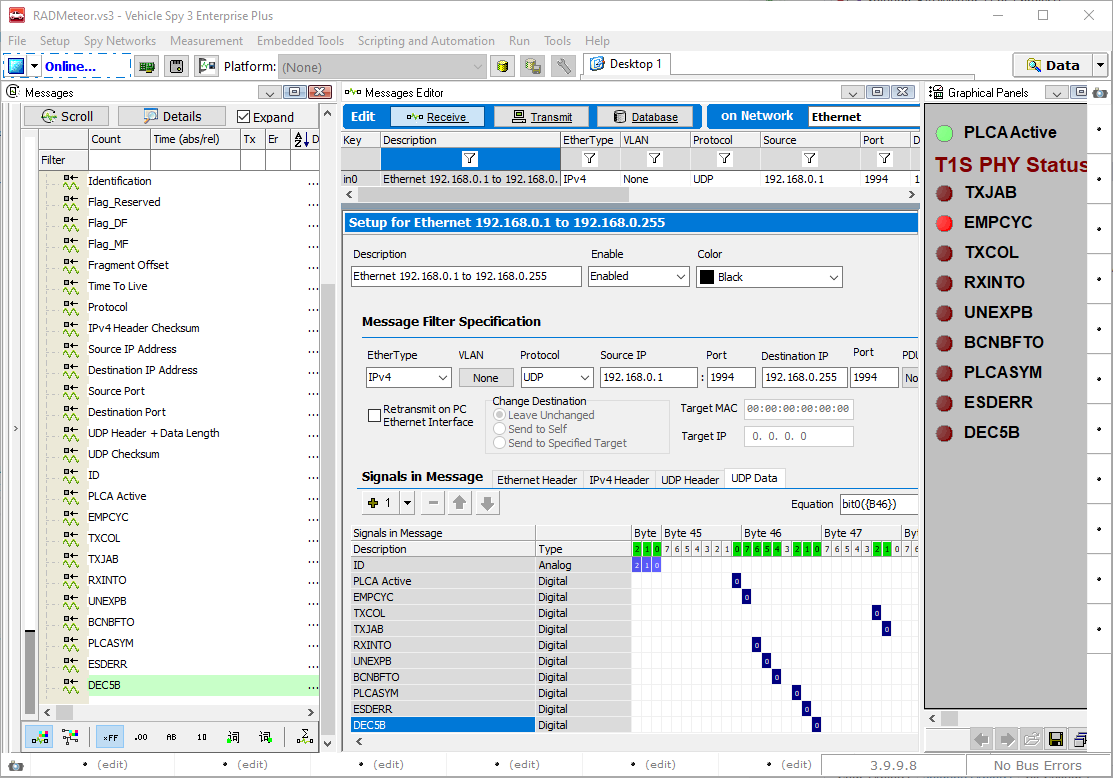 RADMeteor.vs3 - Vehicle Spy 3 Enterprise Plus
File Setup Spy Networks Measurement Embedded Tools Scripting and Automation Run Tools Help
Online... Platform: (None) Desktop 1 Data
Messages
Scroll Details Expand
Count Time (abs/rel) Tx Er D
Filter
Identification ...
Flag_Reserved ...
Flag_DF ...
Flag_MF ...
Fragment Offset ...
Time To Live ...
Protocol ...
IPv4 Header Checksum ...
Source IP Address ...
Destination IP Address ...
Source Port ...
Destination Port ...
UDP Header + Data Length ...
UDP Checksum ...
ID ...
PLCA Active ...
EMPCYC ...
TXCOL ...
TXJAB ...
RXINTO ...
UNEXPB ...
BCNBFTO ...
PLCASYM ...
ESDERR ...
DEC5B ...
xFF .00 AB 10
Messages Editor
Edit Receive Transmit Database on Network Ethernet
Key Description EtherType VLAN Protocol Source Port D
in0 Ethernet 192.168.0.1 to 192.168.0. IPv4 None UDP 192.168.0.1 1994 1
Setup for Ethernet 192.168.0.1 to 192.168.0.255
Description Enable Color
Ethernet 192.168.0.1 to 192.168.0.255 Enabled Black
Message Filter Specification
EtherType VLAN Protocol Source IP Port Destination IP Port PDU
IPv4 None UDP 192.168.0.1 : 1994 192.168.0.255 1994 No
Retransmit on PC
Ethernet Interface
Change Destination
Leave Unchanged
Send to Self
Send to Specified Target
Target MAC 00:00:00:00:00:00
Target IP 0. 0. 0. 0
Signals in Message Ethernet Header IPv4 Header UDP Header UDP Data
1 Equation bit0({B46})
Signals in Message Byte Byte 45 Byte 46 Byte 47 Byt
Description Type 2 1 0 7 6 5 4 3 2 1 0 7 6 5 4 3 2 1 0 7 6 5 4 3 2 1 0 7 6
ID Analog 2 1 0
PLCA Active Digital 0
EMPCYC Digital 0
TXCOL Digital 0
TXJAB Digital 0
RXINTO Digital 0
UNEXPB Digital 0
BCNBFTO Digital 0
PLCASYM Digital 0
ESDERR Digital 0
DEC5B Digital 0
Graphical Panels
PLCA Active
T1S PHY Status
TXJAB
EMPCYC
TXCOL
RXINTO
UNEXPB
BCNBFTO
PLCASYM
ESDERR
DEC5B
(edit) (edit) (edit) (edit) (edit) (edit) 3.9.9.8 No Bus Errors